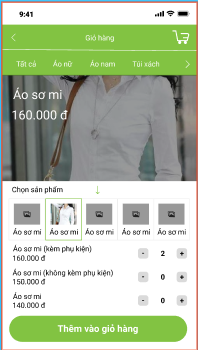 9:41
Giỏ hàng
Tất cả Áo nữ Áo nam Túi xách
Áo sơ mi
160.000 đ
Chọn sản phẩm
Áo sơ mi Áo sơ mi Áo sơ mi Áo sơ mi Áo sơ mi
Áo sơ mi (kèm phụ kiện)
160.000 đ - 2 +
Áo sơ mi (không kèm phụ kiện)
150.000 đ - 0 +
Áo sơ mi
140.000 đ - 0 +
Thêm vào giỏ hàng